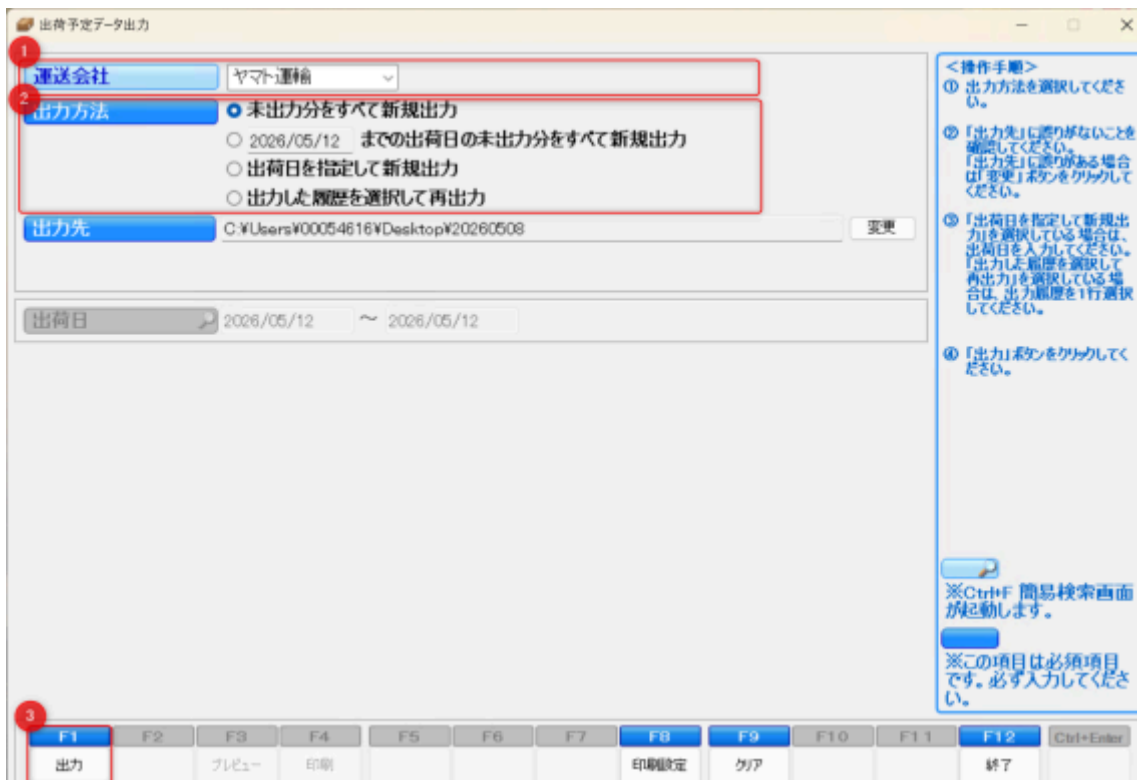 出荷予定データ出力
1
運送会社 ヤマト運輸
2
出力方法 未出力分をすべて新規出力
2026/05/12 までの出荷日の未出力分をすべて新規出力
出荷日を指定して新規出力
出力した履歴を選択して再出力
出力先 C:¥Users¥00054616¥Desktop¥20260508 変更
出荷日 2026/05/12 ～ 2026/05/12
＜操作手順＞
① 出力方法を選択してくださ
い。
② 「出力先」に誤りがないことを
確認してください。
「出力先」に誤りがある場合
は「変更」ボタンをクリックして
ください。
③ 「出荷日を指定して新規出
力」を選択している場合は、
出荷日を入力してください。
「出力した履歴を選択して
再出力」を選択している場
合は、出力履歴を1行選択
してください。
④ 「出力」ボタンをクリックしてく
ださい。
※Ctrl+F 簡易検索画面
が起動します。
※この項目は必須項目
です。必ず入力してくださ
い。
3
F1 F2 F3 F4 F5 F6 F7 F8 F9 F10 F11 F12 Ctrl+Enter
出力 プレビュー 印刷 印刷設定 クリア 終了